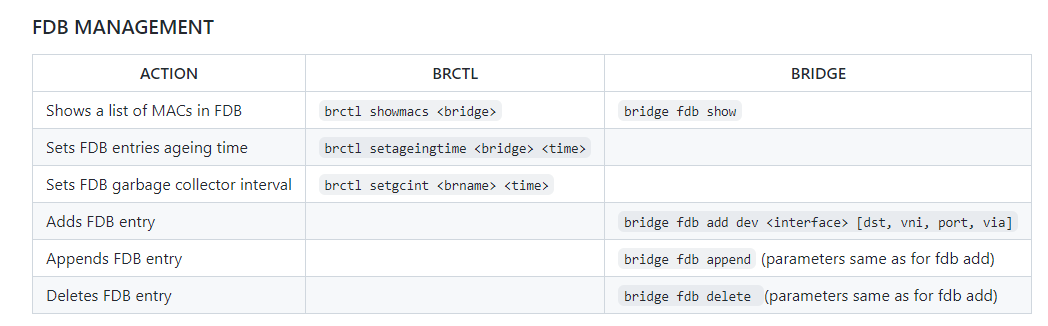 FDB MANAGEMENT
ACTION BRCTL BRIDGE
Shows a list of MACs in FDB brctl showmacs <bridge> bridge fdb show
Sets FDB entries ageing time brctl setageingtime <bridge> <time>
Sets FDB garbage collector interval brctl setgcint <brname> <time>
Adds FDB entry bridge fdb add dev <interface> [dst, vni, port, via]
Appends FDB entry bridge fdb append (parameters same as for fdb add)
Deletes FDB entry bridge fdb delete (parameters same as for fdb add)